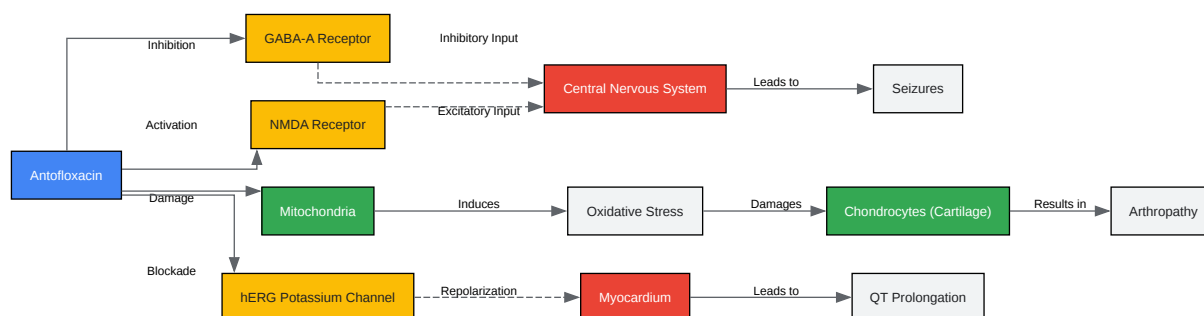 GABA-A Receptor
Inhibitory Input
Inhibition
Central Nervous System
Leads to
Seizures
NMDA Receptor
Excitatory Input
Activation
Antofloxacin
Damage
Mitochondria
Induces
Oxidative Stress
Damages
Chondrocytes (Cartilage)
Results in
Arthropathy
Blockade
hERG Potassium Channel
Repolarization
Myocardium
Leads to
QT Prolongation